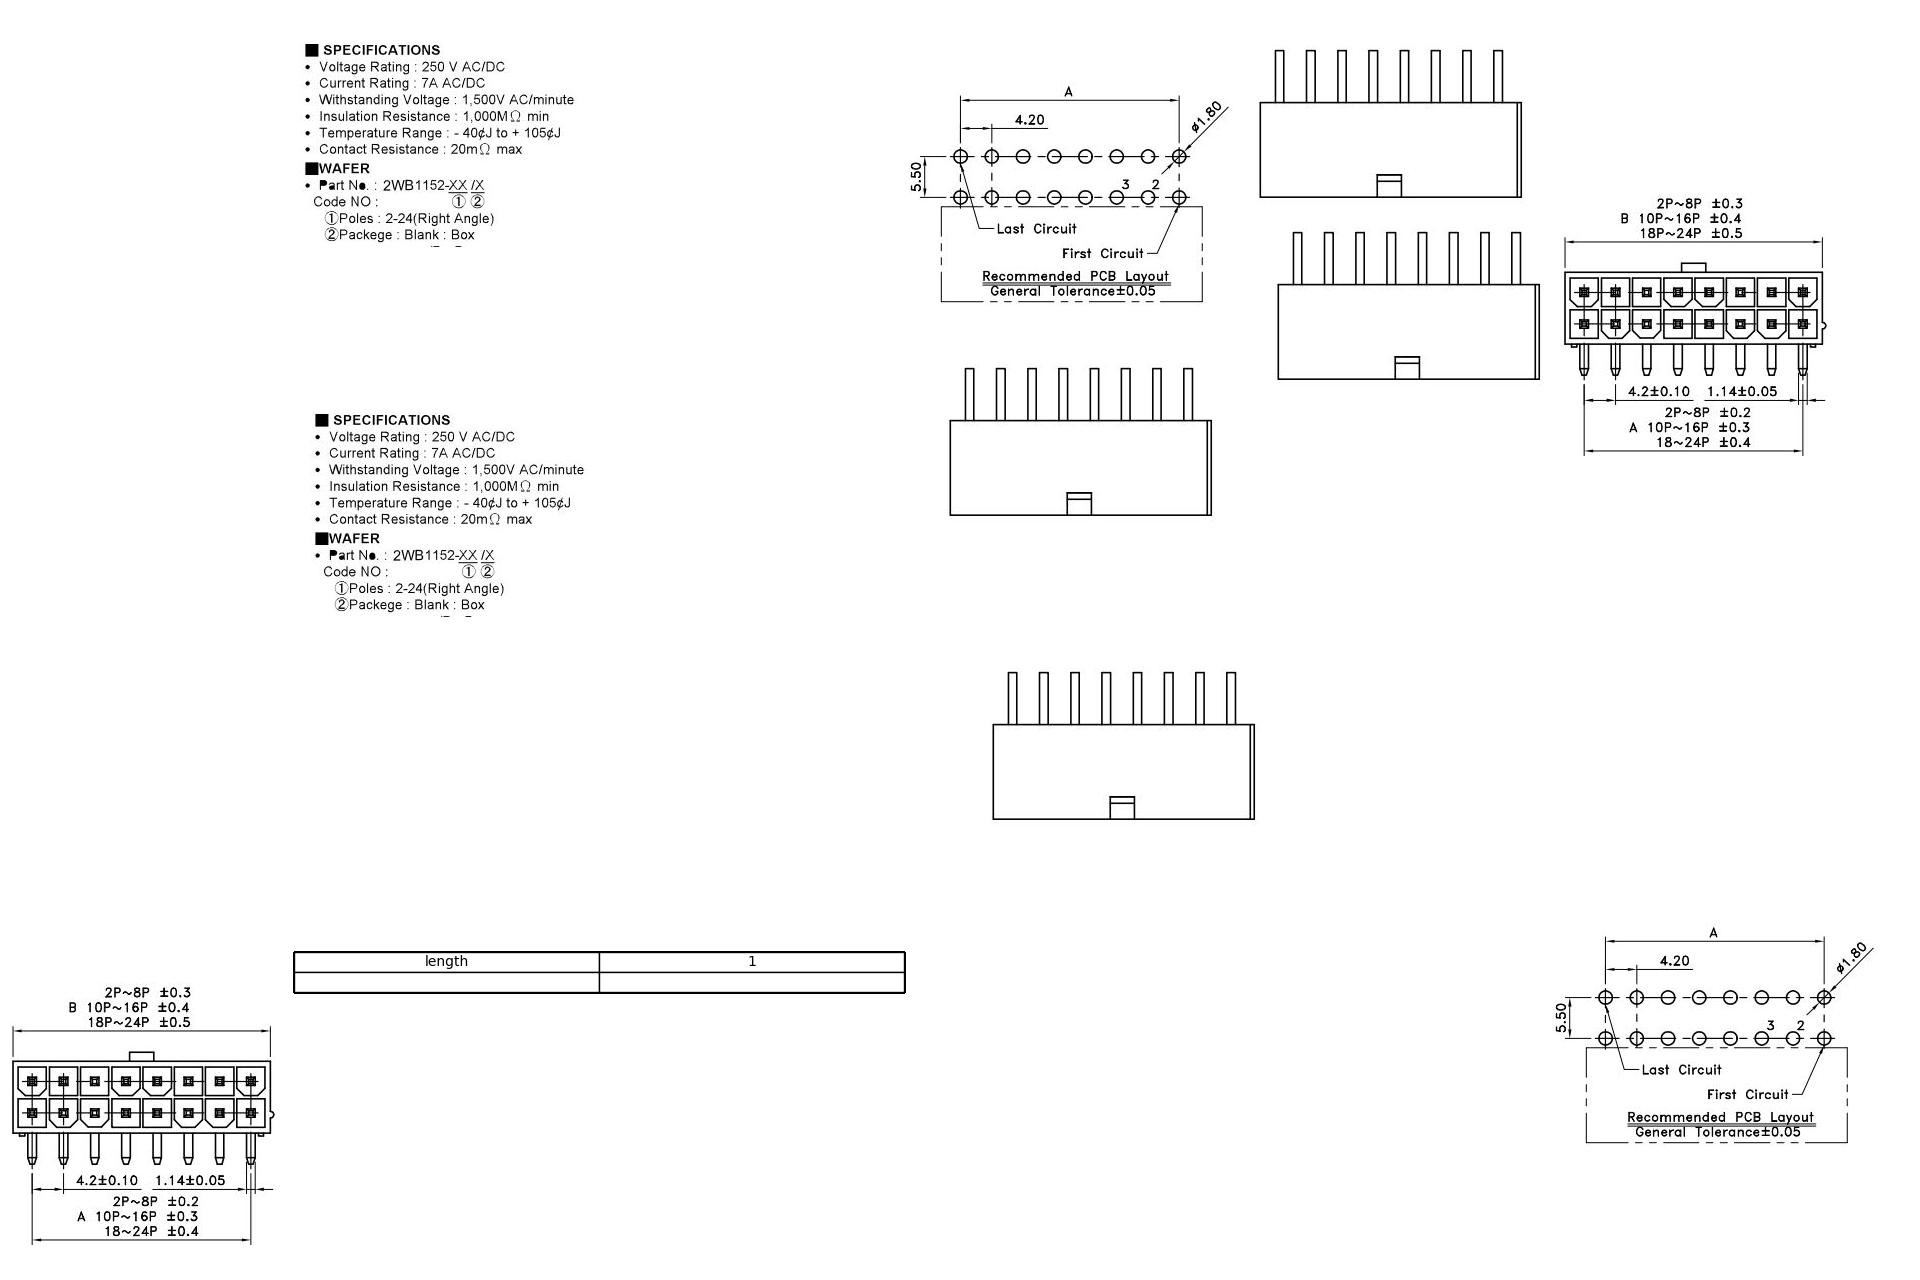 ■ SPECIFICATIONS
• Voltage Rating : 250 V AC/DC
• Current Rating : 7A AC/DC
• Withstanding Voltage : 1,500V AC/minute
• Insulation Resistance : 1,000MΩ min
• Temperature Range : - 40¢J to + 105¢J
• Contact Resistance : 20mΩ max
■WAFER
• Part No. : 2WB1152-XX /X
Code NO : ① ②
①Poles : 2-24(Right Angle)
②Packege : Blank : Box
A
4.20
ø1.80
5.50
3 2
Last Circuit
First Circuit
Recommended PCB Layout
General Tolerance±0.05
2P~8P ±0.3
B 10P~16P ±0.4
18P~24P ±0.5
4.2±0.10 1.14±0.05
2P~8P ±0.2
A 10P~16P ±0.3
18~24P ±0.4
■ SPECIFICATIONS
• Voltage Rating : 250 V AC/DC
• Current Rating : 7A AC/DC
• Withstanding Voltage : 1,500V AC/minute
• Insulation Resistance : 1,000MΩ min
• Temperature Range : - 40¢J to + 105¢J
• Contact Resistance : 20mΩ max
■WAFER
• Part No. : 2WB1152-XX /X
Code NO : ① ②
①Poles : 2-24(Right Angle)
②Packege : Blank : Box
length 1
2P~8P ±0.3
B 10P~16P ±0.4
18P~24P ±0.5
4.2±0.10 1.14±0.05
2P~8P ±0.2
A 10P~16P ±0.3
18~24P ±0.4
A
4.20
ø1.80
5.50
3 2
Last Circuit
First Circuit
Recommended PCB Layout
General Tolerance±0.05